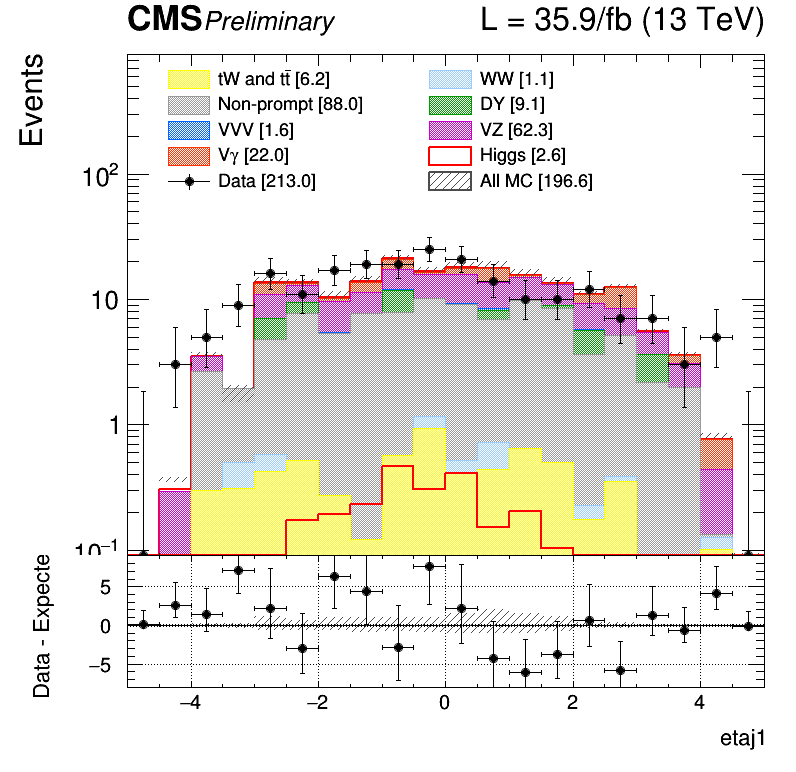 CMS Preliminary L = 35.9/fb (13 TeV)
Events
tW and tt̄ [6.2] WW [1.1]
Non-prompt [88.0] DY [9.1]
VVV [1.6] VZ [62.3]
Vγ [22.0] Higgs [2.6]
Data [213.0] All MC [196.6]
10²
10
1
10⁻¹
Data - Expecte
5
0
−5
−4 −2 0 2 4
etaj1